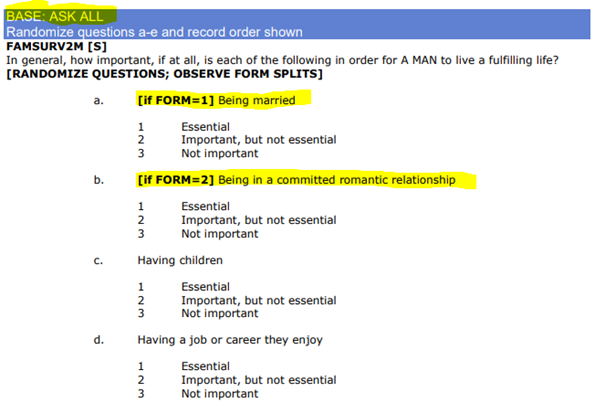 BASE: ASK ALL
Randomize questions a-e and record order shown
FAMSURV2M [S]
In general, how important, if at all, is each of the following in order for A MAN to live a fulfilling life?
[RANDOMIZE QUESTIONS; OBSERVE FORM SPLITS]
a. [if FORM=1] Being married
1 Essential
2 Important, but not essential
3 Not important
b. [if FORM=2] Being in a committed romantic relationship
1 Essential
2 Important, but not essential
3 Not important
c. Having children
1 Essential
2 Important, but not essential
3 Not important
d. Having a job or career they enjoy
1 Essential
2 Important, but not essential
3 Not important